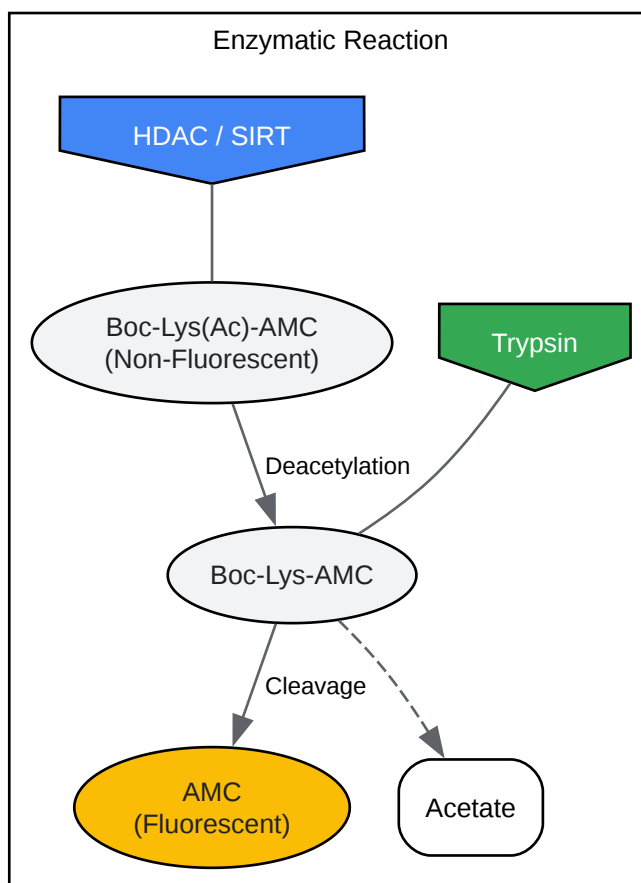 Enzymatic Reaction
HDAC / SIRT
Boc-Lys(Ac)-AMC
(Non-Fluorescent)
Trypsin
Deacetylation
Boc-Lys-AMC
Cleavage
AMC
(Fluorescent)
Acetate